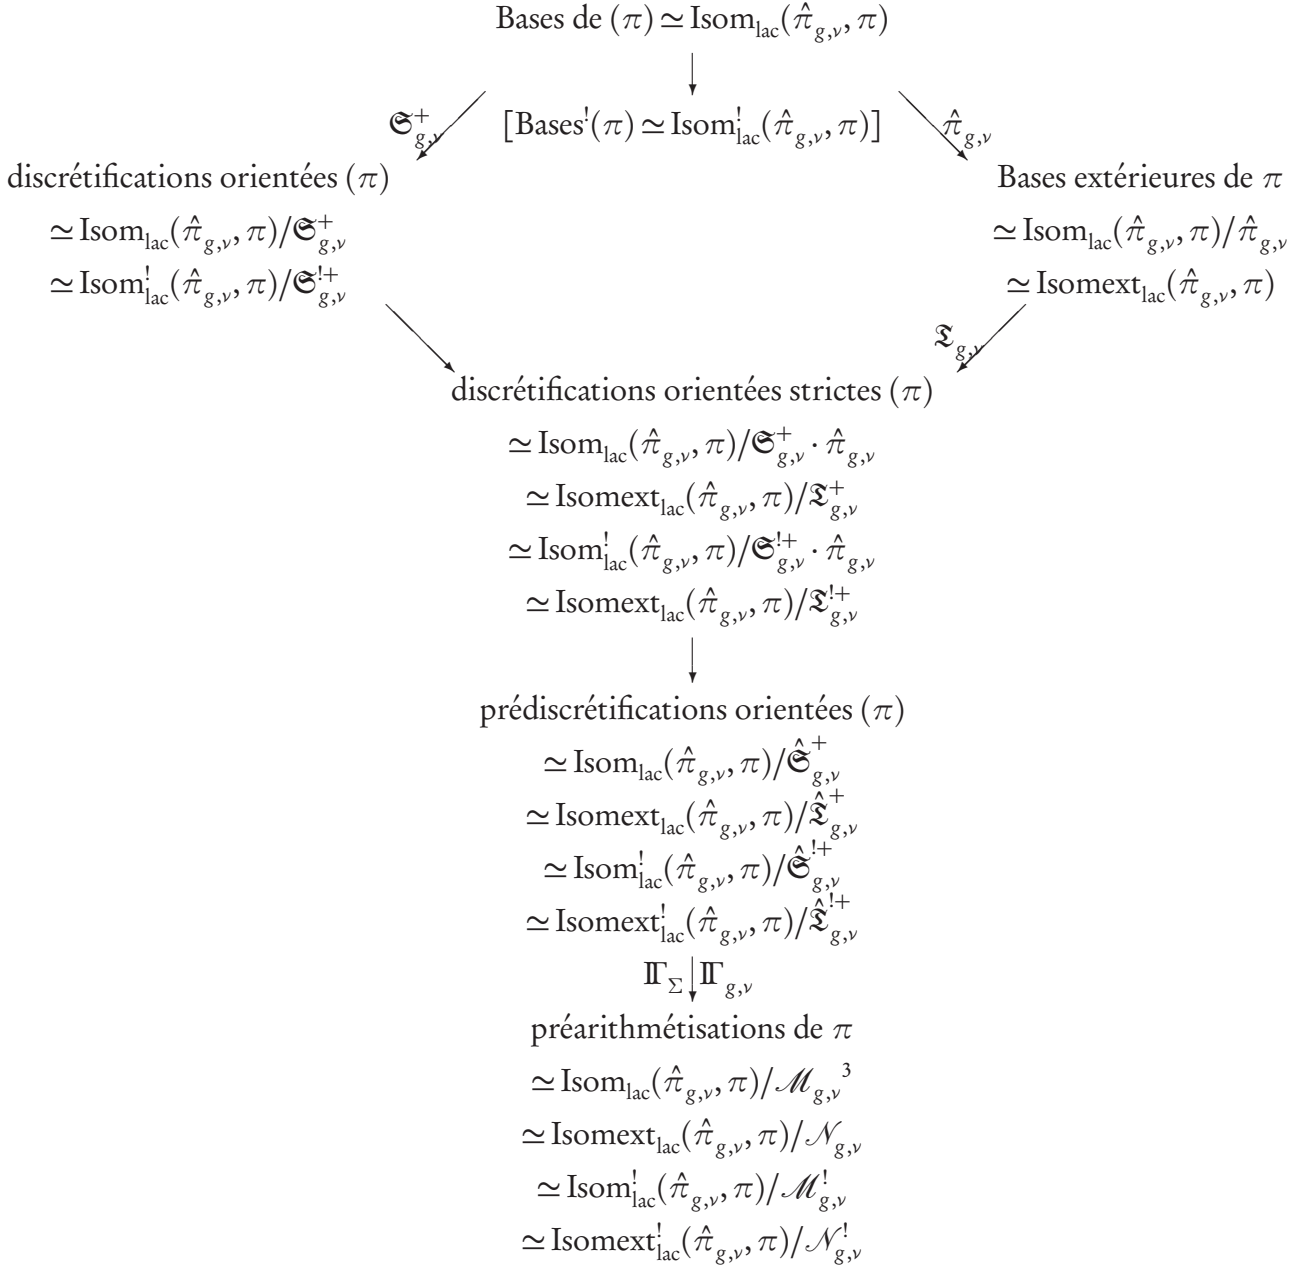 Bases de (π) ≃ Isom_lac(π̂_{g,ν}, π)
𝕾^+_{g,ν}
[Bases^!(π) ≃ Isom^!_lac(π̂_{g,ν}, π)]
π̂_{g,ν}
discrétifications orientées (π)
≃ Isom_lac(π̂_{g,ν}, π)/𝕾^+_{g,ν}
≃ Isom^!_lac(π̂_{g,ν}, π)/𝕾^{!+}_{g,ν}
Bases extérieures de π
≃ Isom_lac(π̂_{g,ν}, π)/π̂_{g,ν}
≃ Isomext_lac(π̂_{g,ν}, π)
𝕿_{g,ν}
discrétifications orientées strictes (π)
≃ Isom_lac(π̂_{g,ν}, π)/𝕾^+_{g,ν} · π̂_{g,ν}
≃ Isomext_lac(π̂_{g,ν}, π)/𝕿^+_{g,ν}
≃ Isom^!_lac(π̂_{g,ν}, π)/𝕾^{!+}_{g,ν} · π̂_{g,ν}
≃ Isomext_lac(π̂_{g,ν}, π)/𝕿^{!+}_{g,ν}
prédiscrétifications orientées (π)
≃ Isom_lac(π̂_{g,ν}, π)/𝕾̂^+_{g,ν}
≃ Isomext_lac(π̂_{g,ν}, π)/𝕿̂^+_{g,ν}
≃ Isom^!_lac(π̂_{g,ν}, π)/𝕾̂^{!+}_{g,ν}
≃ Isomext^!_lac(π̂_{g,ν}, π)/𝕿̂^{!+}_{g,ν}
𝐈Γ_Σ 𝐈Γ_{g,ν}
préarithmétisations de π
≃ Isom_lac(π̂_{g,ν}, π)/ℳ_{g,ν}^3
≃ Isomext_lac(π̂_{g,ν}, π)/𝒩_{g,ν}
≃ Isom^!_lac(π̂_{g,ν}, π)/ℳ^!_{g,ν}
≃ Isomext^!_lac(π̂_{g,ν}, π)/𝒩^!_{g,ν}